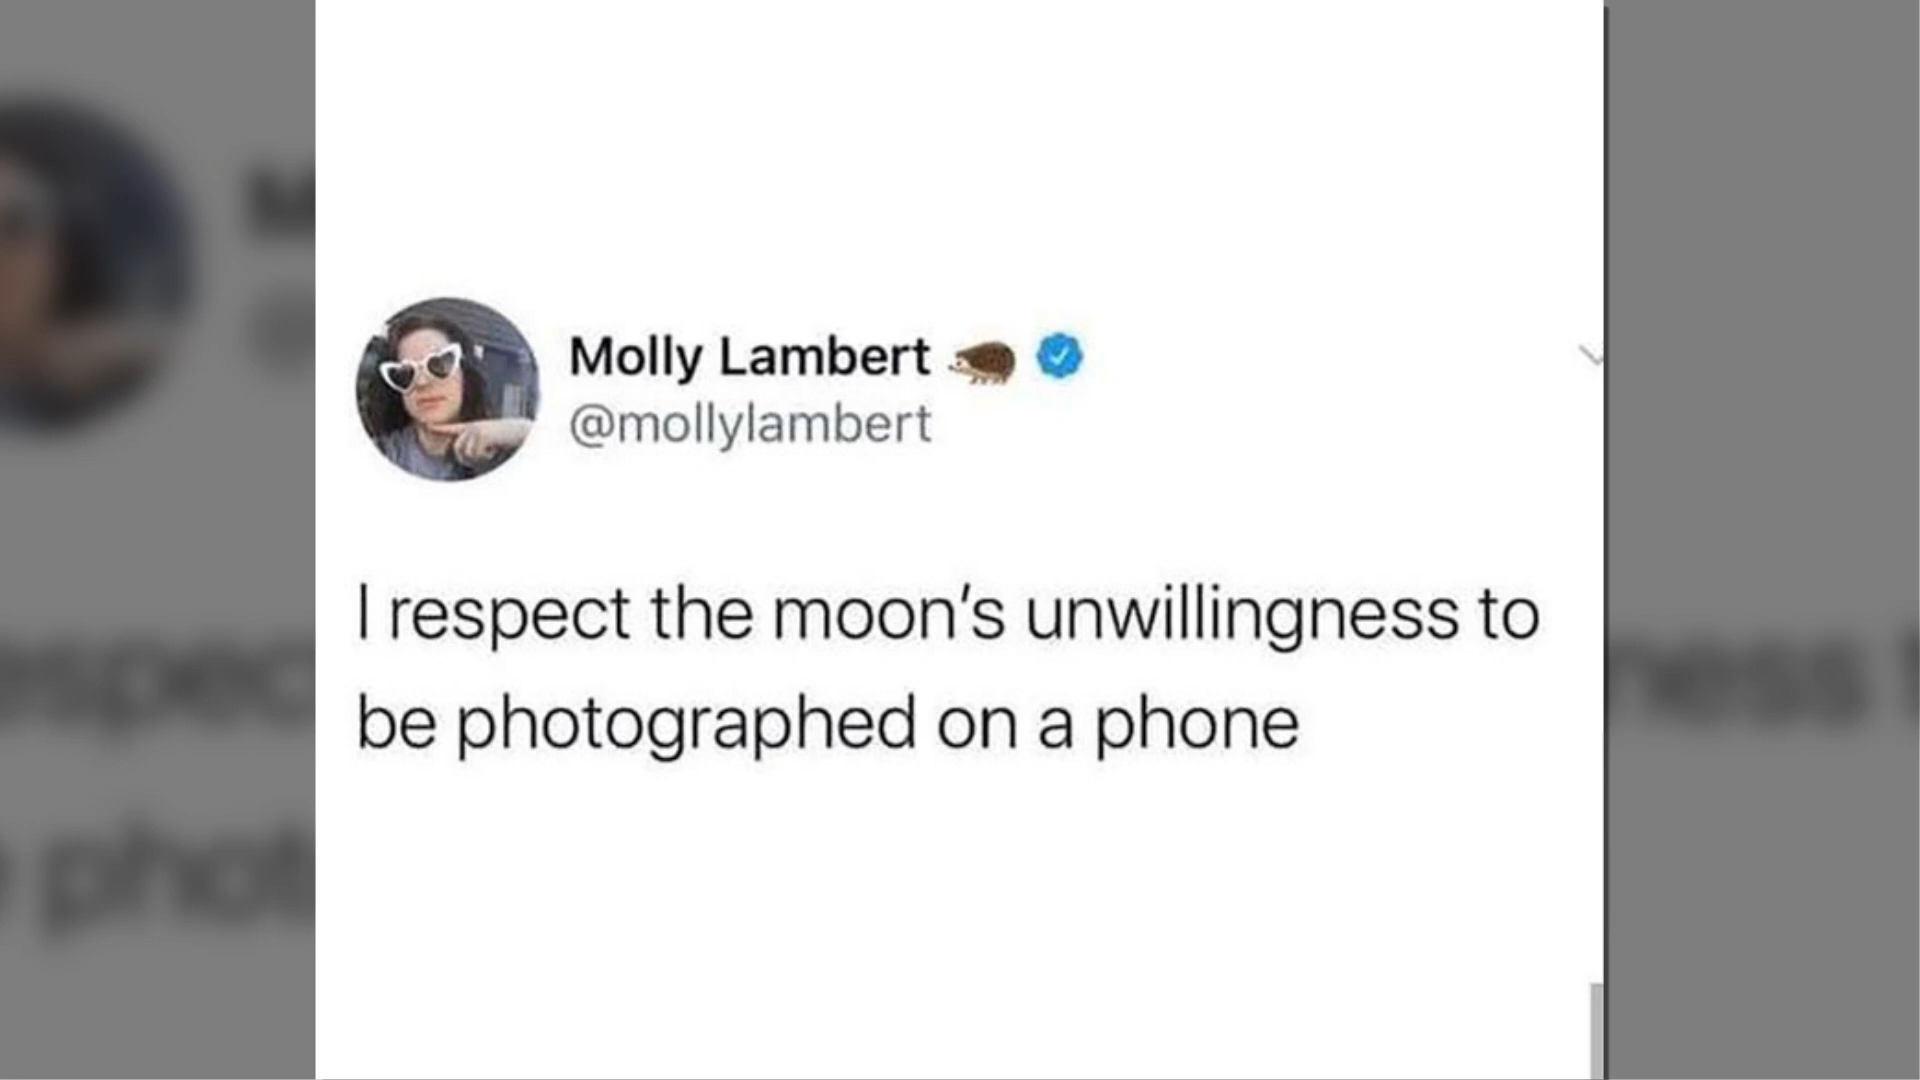 Molly Lambert
@mollylambert
I respect the moon's unwillingness to
be photographed on a phone